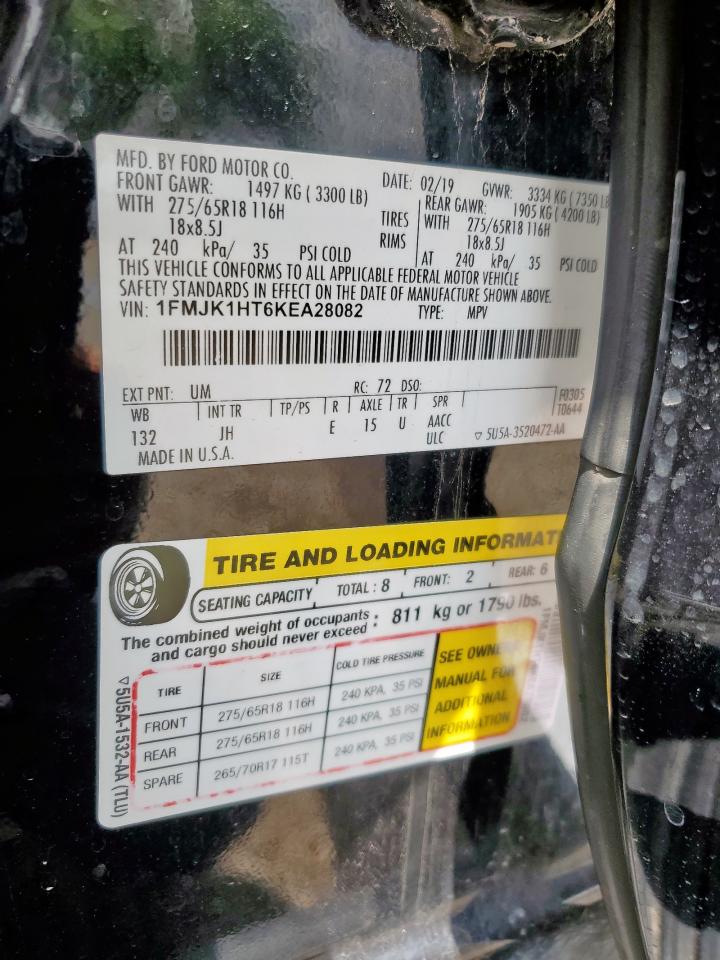 MFD. BY FORD MOTOR CO.
DATE: 02/19 GVWR: 3334 KG ( 7350 LB
FRONT GAWR: 1497 KG ( 3300 LB) REAR GAWR: 1905 KG ( 4200 LB)
WITH 275/65R18 116H TIRES WITH 275/65R18 116H
18x8.5J RIMS 18x8.5J
AT 240 kPa/ 35 PSI COLD AT 240 kPa/ 35 PSI COLD
THIS VEHICLE CONFORMS TO ALL APPLICABLE FEDERAL MOTOR VEHICLE
SAFETY STANDARDS IN EFFECT ON THE DATE OF MANUFACTURE SHOWN ABOVE.
VIN: 1FMJK1HT6KEA28082 TYPE: MPV
EXT PNT: UM RC: 72 DSO: F0305
WB INT TR TP/PS R AXLE TR SPR T0644
132 JH E 15 U AACC
ULC ▽ 5U5A-3520472-AA
MADE IN U.S.A.
TIRE AND LOADING INFORMAT
SEATING CAPACITY TOTAL : 8 FRONT: 2 REAR: 6
The combined weight of occupants
and cargo should never exceed : 811 kg or 1790 lbs.
TIRE SIZE COLD TIRE PRESSURE
FRONT 275/65R18 116H 240 KPA, 35 PSI
REAR 275/65R18 116H 240 KPA, 35 PSI
SPARE 265/70R17 115T 240 KPA, 35 PSI
SEE OWNER
MANUAL FOR
ADDITIONAL
INFORMATION
▽5U5A-1532-AA (TLU)